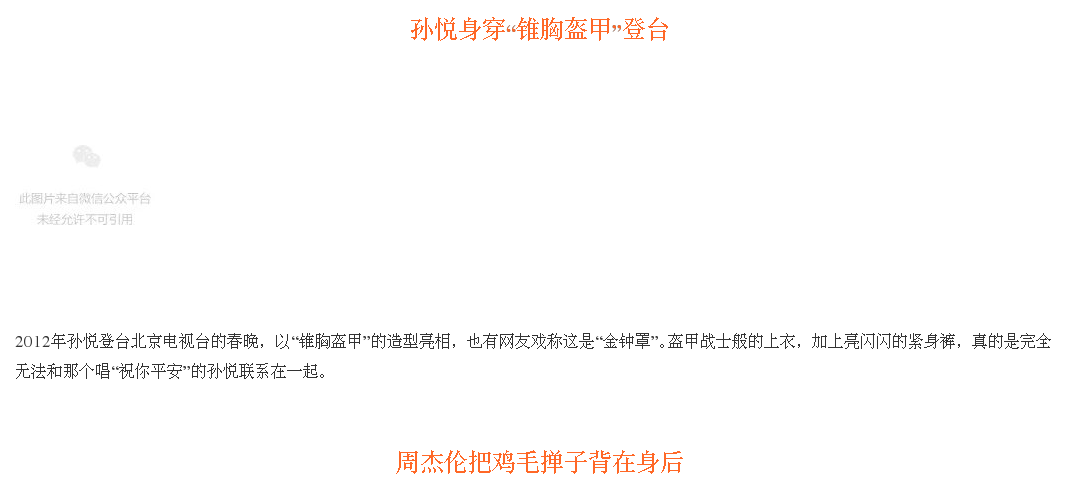 孙悦身穿“锥胸盔甲”登台
此图片来自微信公众平台
未经允许不可引用
2012年孙悦登台北京电视台的春晚，以“锥胸盔甲”的造型亮相，也有网友戏称这是“金钟罩”。盔甲战士般的上衣，加上亮闪闪的紧身裤，真的是完全
无法和那个唱“祝你平安”的孙悦联系在一起。
周杰伦把鸡毛掸子背在身后